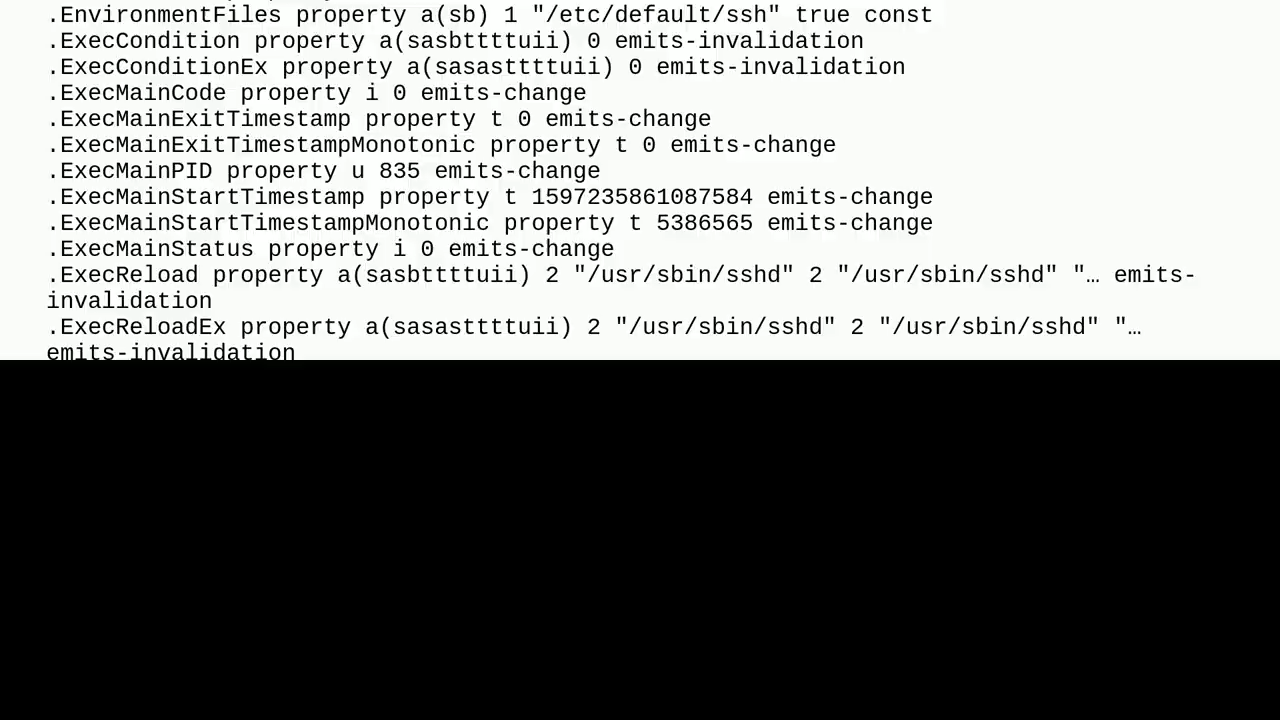 .EnvironmentFiles property a(sb) 1 "/etc/default/ssh" true const
.ExecCondition property a(sasbttttuii) 0 emits-invalidation
.ExecConditionEx property a(sasasttttuii) 0 emits-invalidation
.ExecMainCode property i 0 emits-change
.ExecMainExitTimestamp property t 0 emits-change
.ExecMainExitTimestampMonotonic property t 0 emits-change
.ExecMainPID property u 835 emits-change
.ExecMainStartTimestamp property t 1597235861087584 emits-change
.ExecMainStartTimestampMonotonic property t 5386565 emits-change
.ExecMainStatus property i 0 emits-change
.ExecReload property a(sasbttttuii) 2 "/usr/sbin/sshd" 2 "/usr/sbin/sshd" "… emits-
invalidation
.ExecReloadEx property a(sasasttttuii) 2 "/usr/sbin/sshd" 2 "/usr/sbin/sshd" "…
emits-invalidation